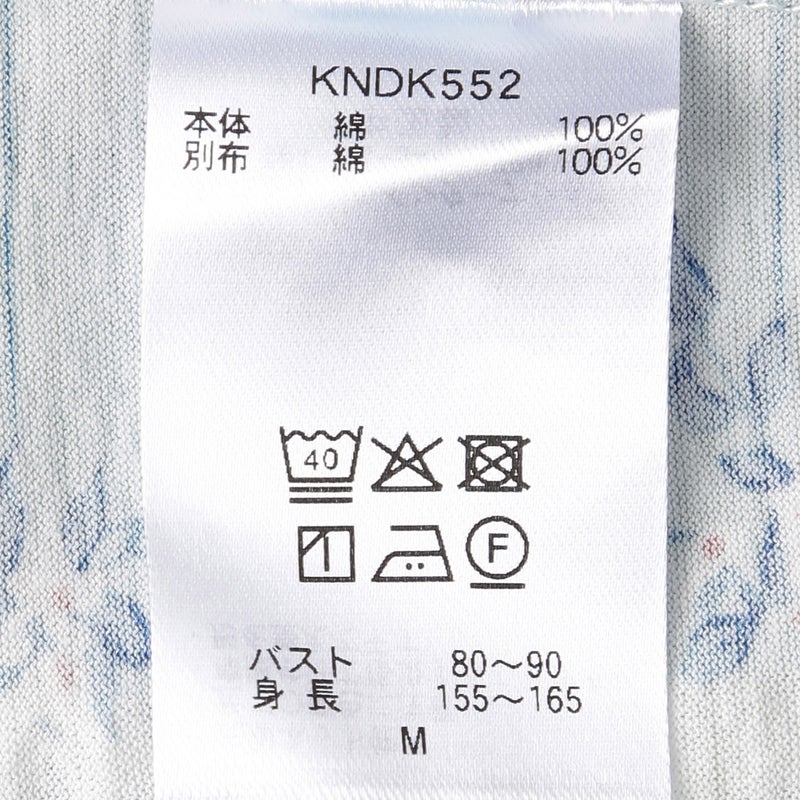 KNDK552
本体 綿 100%
別布 綿 100%
40
F
バスト 80～90
身長 155～165
M